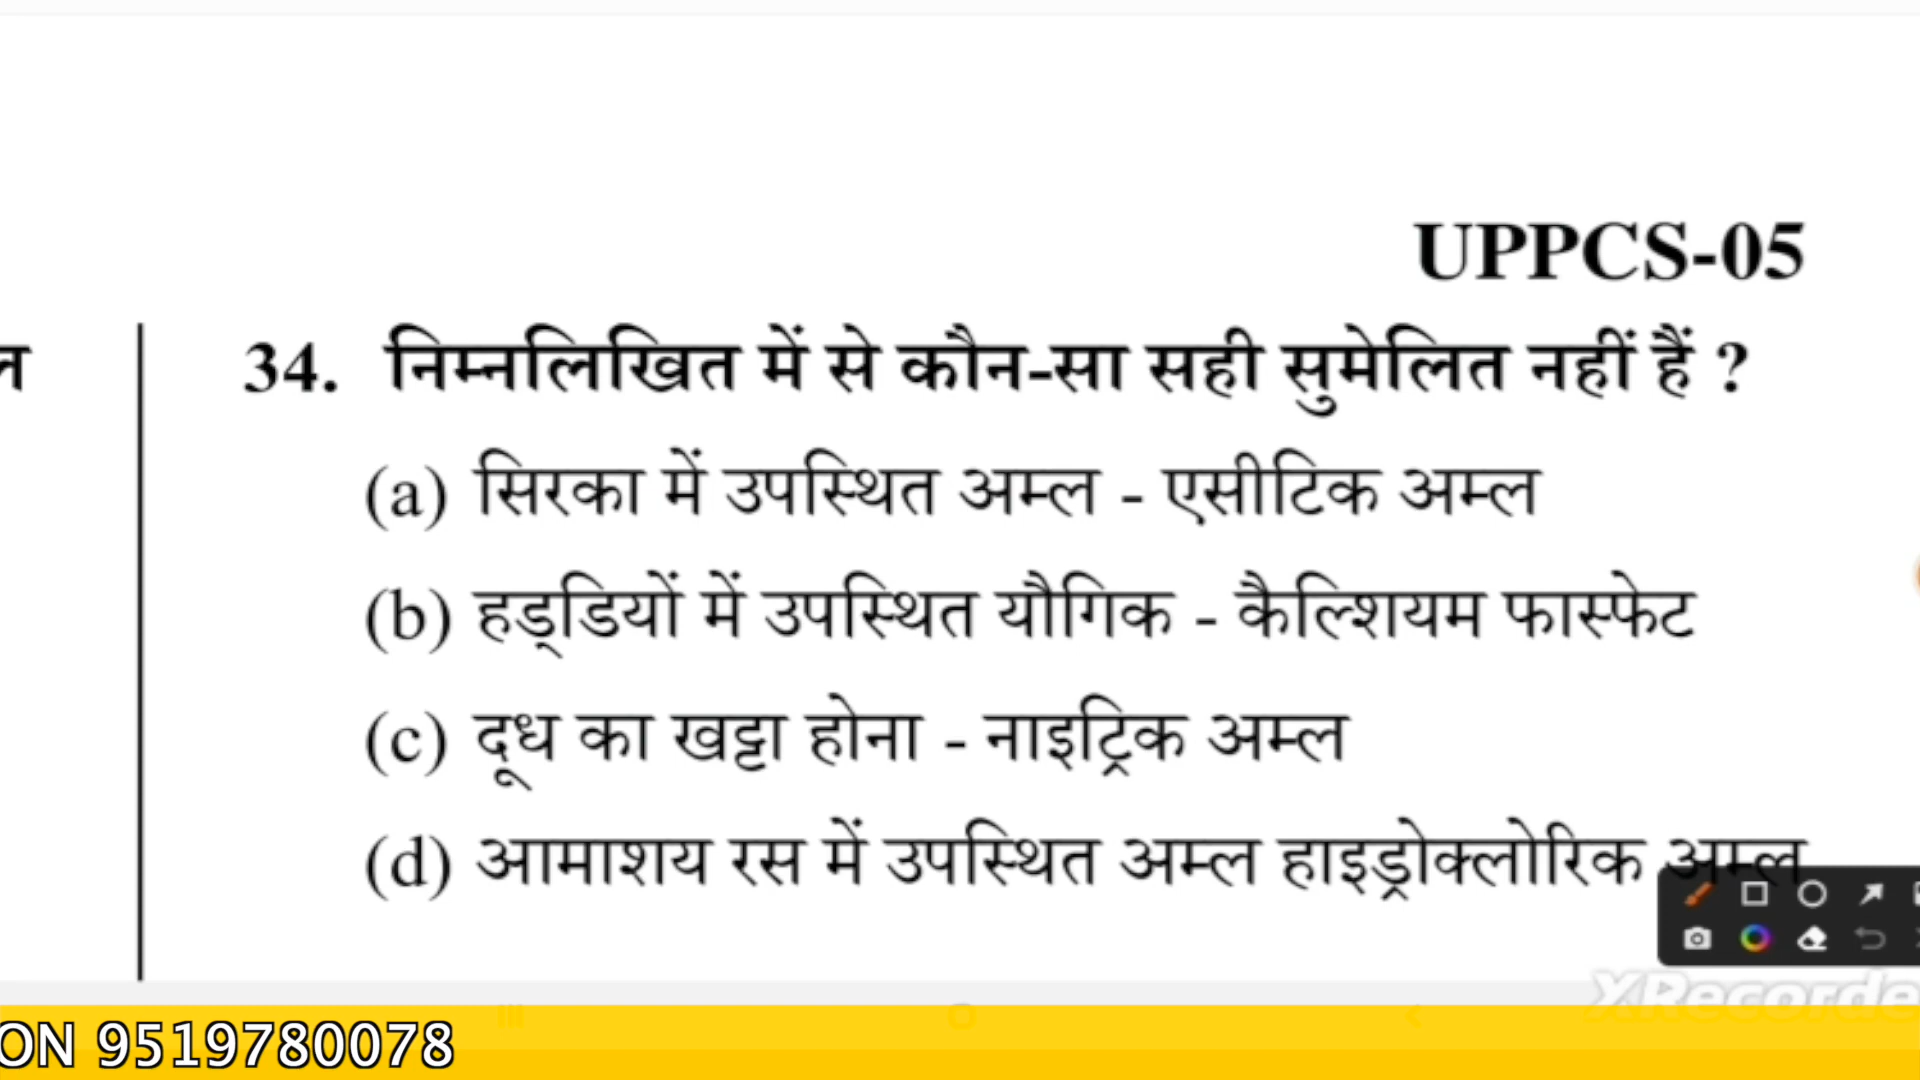 UPPCS-05
34. निम्नलिखित में से कौन-सा सही सुमेलित नहीं हैं ?
(a) सिरका में उपस्थित अम्ल - एसीटिक अम्ल
(b) हड्डियों में उपस्थित यौगिक - कैल्शियम फास्फेट
(c) दूध का खट्टा होना - नाइट्रिक अम्ल
(d) आमाशय रस में उपस्थित अम्ल हाइड्रोक्लोरिक अम्ल
ON 9519780078